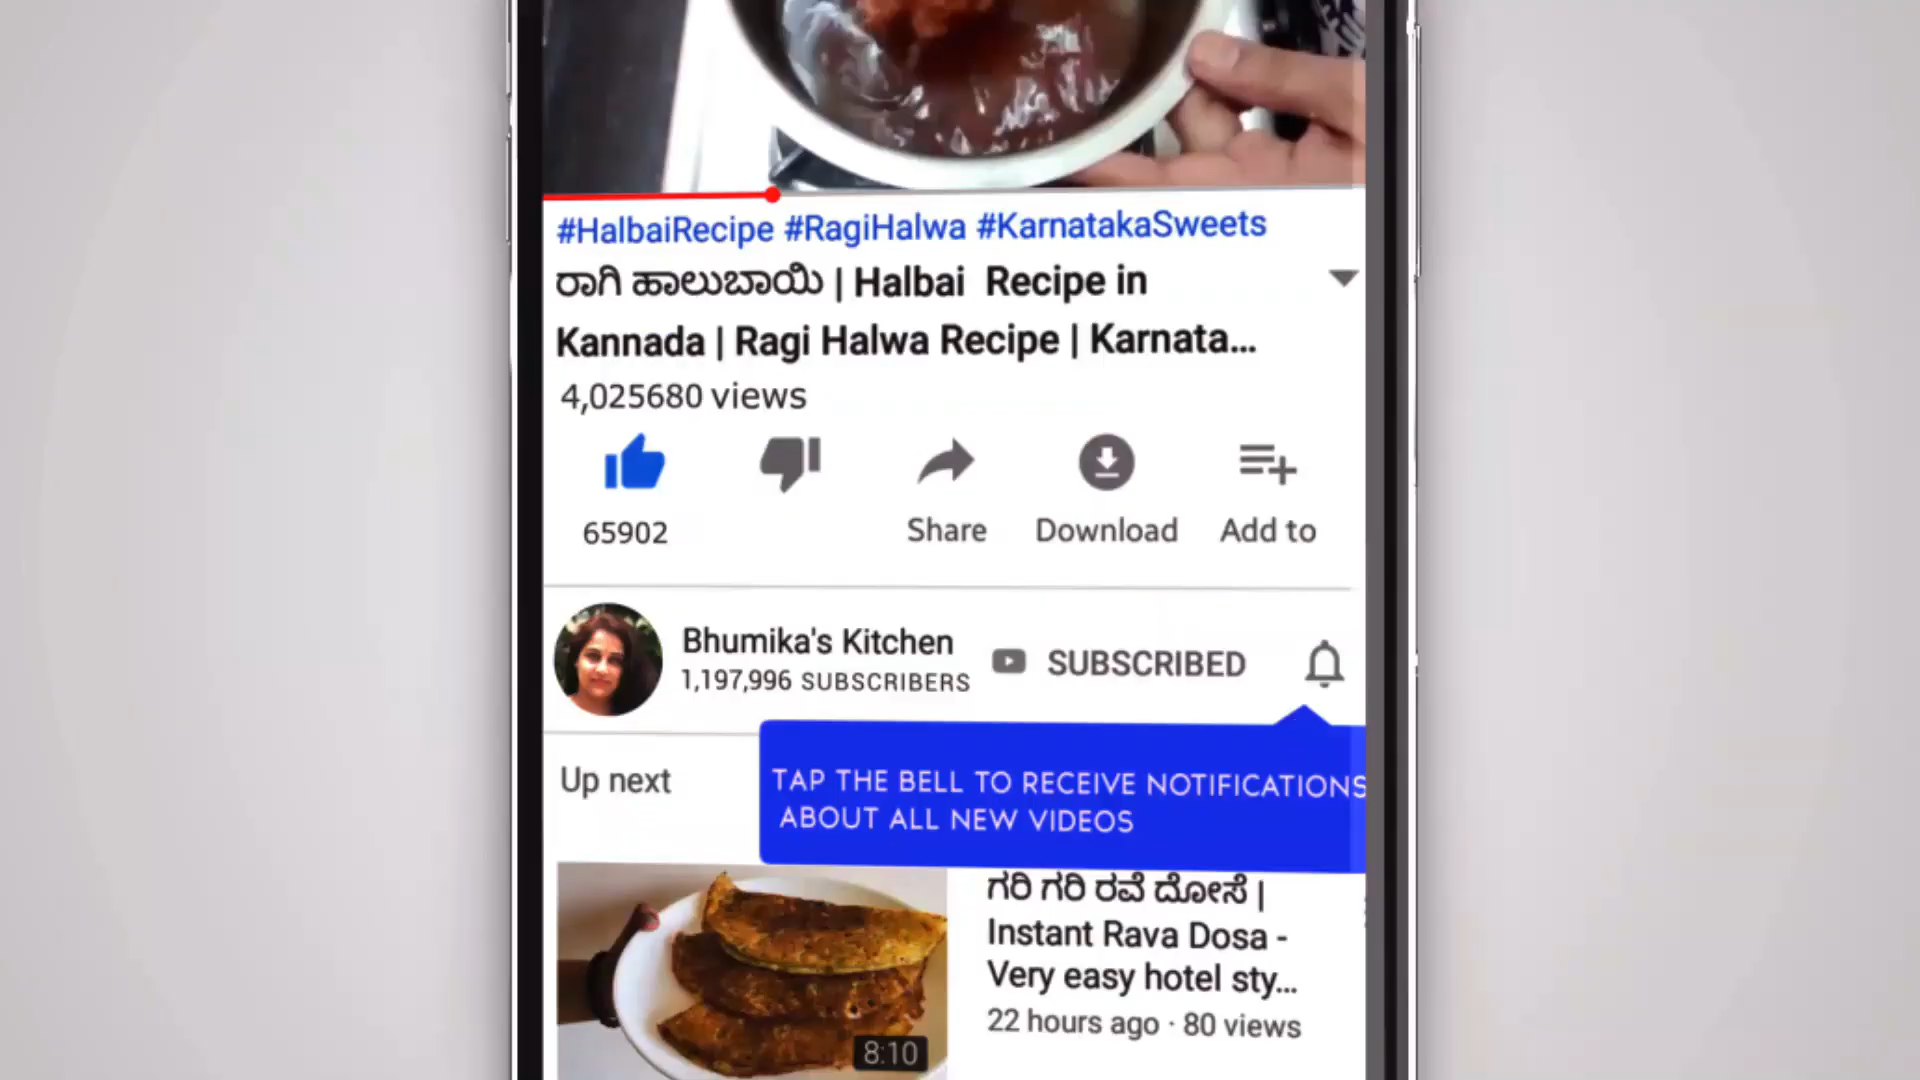 #HalbaiRecipe #RagiHalwa #KarnatakaSweets
ರಾಗಿ ಹಾಲುಬಾಯಿ | Halbai Recipe in
Kannada | Ragi Halwa Recipe | Karnata...
4,025680 views
65902
Share
Download
Add to
Bhumika's Kitchen
1,197,996 SUBSCRIBERS
SUBSCRIBED
Up next
TAP THE BELL TO RECEIVE NOTIFICATIONS
ABOUT ALL NEW VIDEOS
8:10
ಗರಿ ಗರಿ ರವೆ ದೋಸೆ |
Instant Rava Dosa -
Very easy hotel sty...
22 hours ago · 80 views